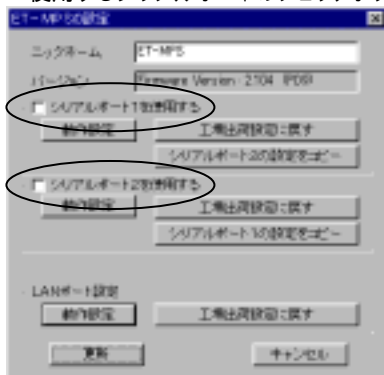 ET-MPSの設定
ニックネーム
ET-MPS
バージョン
Firmware Version : 2.104 (PDS)
シリアルポート1を使用する
動作設定
工場出荷設定に戻す
シリアルポート2の設定をコピー
シリアルポート2を使用する
動作設定
工場出荷設定に戻す
シリアルポート1の設定をコピー
LANポート設定
動作設定
工場出荷設定に戻す
更新
キャンセル